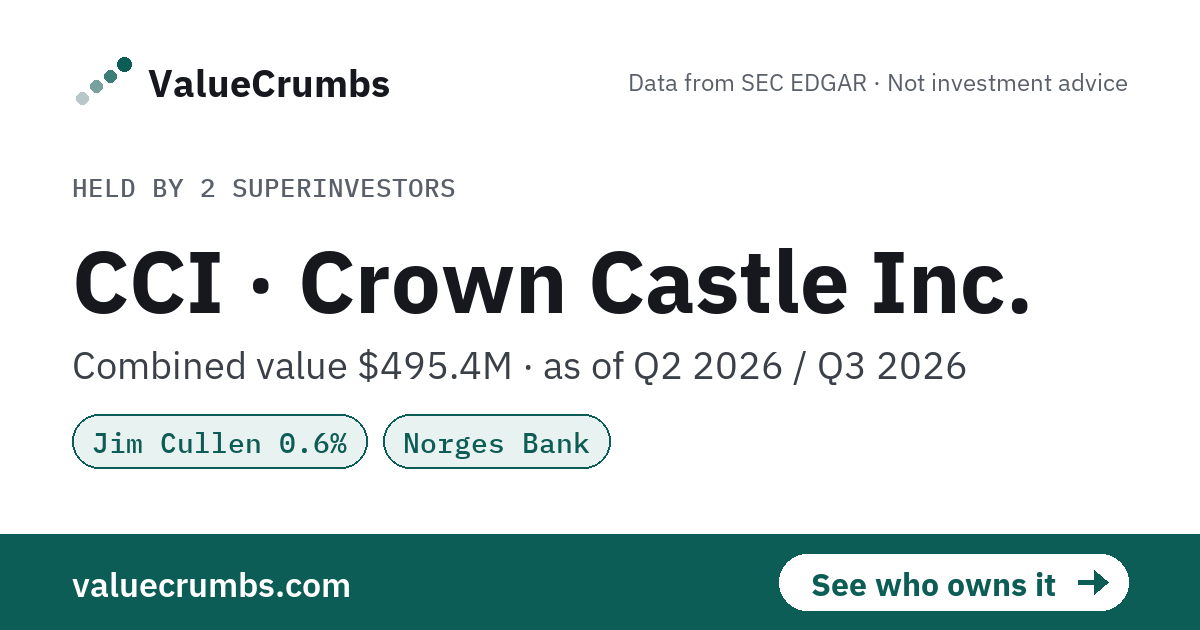 ValueCrumbs
Data from SEC EDGAR · Not investment advice
HELD BY 2 SUPERINVESTORS
CCI · Crown Castle Inc.
Combined value $495.4M · as of Q2 2026 / Q3 2026
Jim Cullen 0.6%
Norges Bank
valuecrumbs.com
See who owns it →